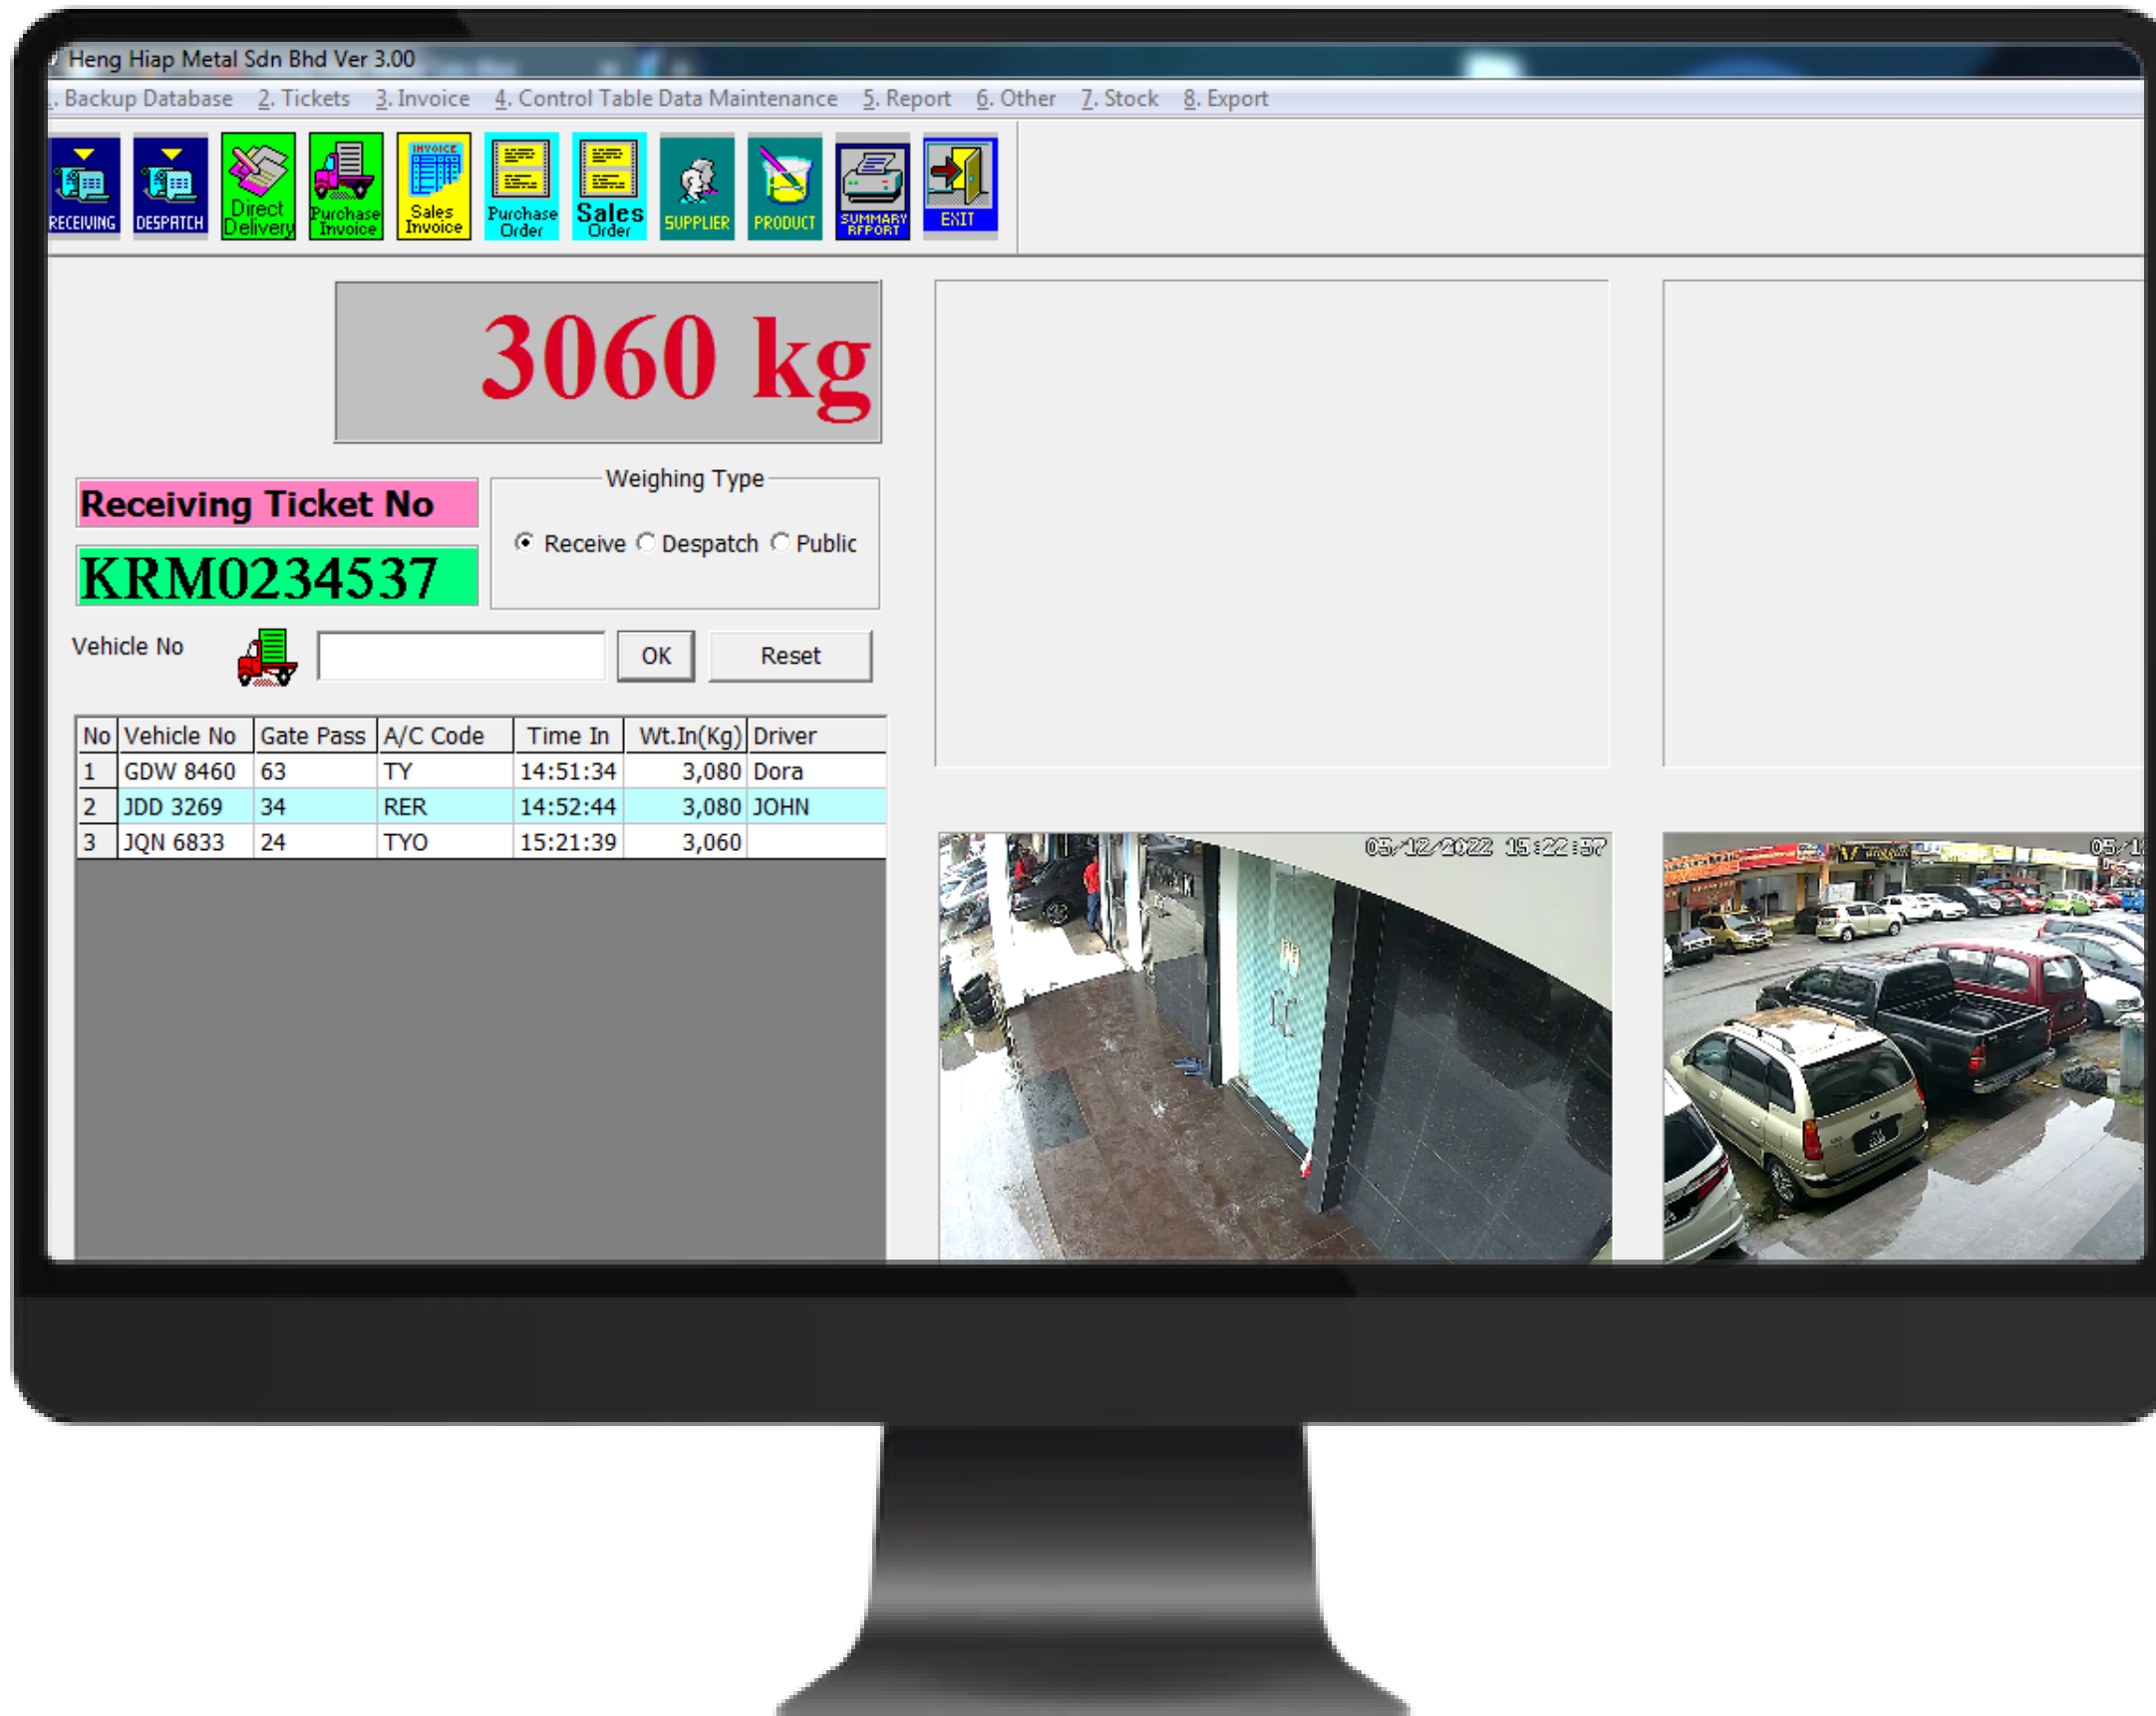 Heng Hiap Metal Sdn Bhd Ver 3.00
. Backup Database 2. Tickets 3. Invoice 4. Control Table Data Maintenance 5. Report 6. Other 7. Stock 8. Export
RECEIVING
DESPATCH
Direct
Delivery
Purchase
Invoice
INVOICE
Sales
Invoice
Purchase
Order
Sales
Order
SUPPLIER
PRODUCT
SUMMARY
REPORT
EXIT
3060 kg
Receiving Ticket No
KRM0234537
Weighing Type
Receive Despatch Public
Vehicle No
OK
Reset
No Vehicle No Gate Pass A/C Code Time In Wt.In(Kg) Driver
1 GDW 8460 63 TY 14:51:34 3,080 Dora
2 JDD 3269 34 RER 14:52:44 3,080 JOHN
3 JQN 6833 24 TYO 15:21:39 3,060
05/12/2022 15:22:57
05/1